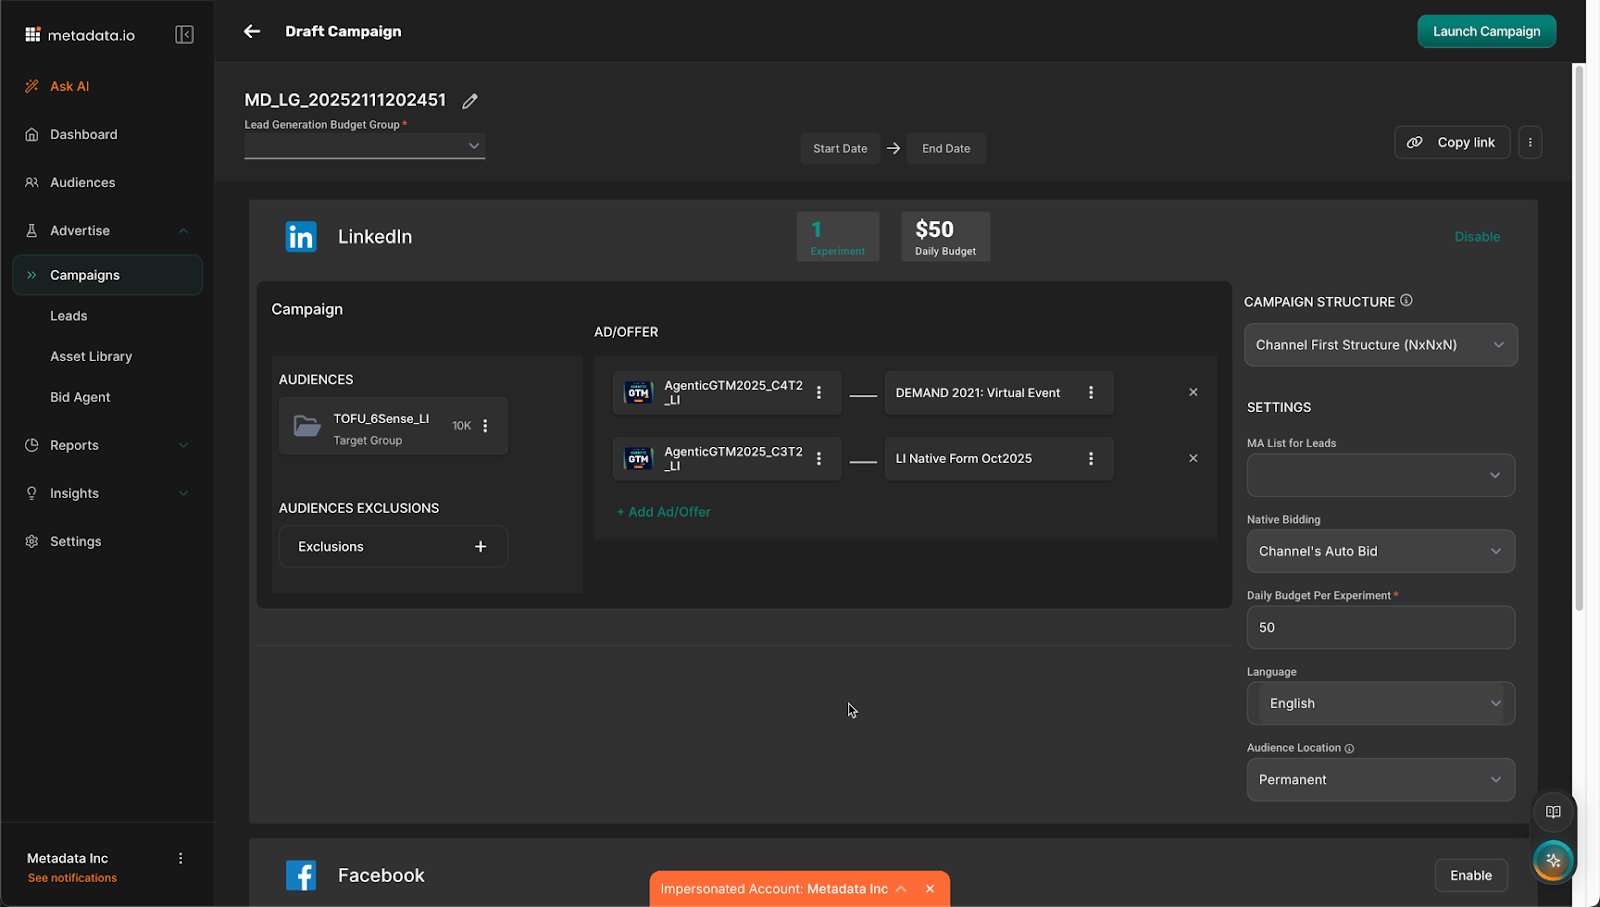 metadata.io
Ask AI
Dashboard
Audiences
Advertise
Campaigns
Leads
Asset Library
Bid Agent
Reports
Insights
Settings
Metadata Inc
See notifications
Draft Campaign
Launch Campaign
MD_LG_20252111202451
Lead Generation Budget Group *
Start Date
End Date
Copy link
in
LinkedIn
1
Experiment
$50
Daily Budget
Disable
Campaign
AUDIENCES
TOFU_6Sense_LI
Target Group
10K
AUDIENCES EXCLUSIONS
Exclusions
AD/OFFER
GTM
AgenticGTM2025_C4T2
_LI
DEMAND 2021: Virtual Event
GTM
AgenticGTM2025_C3T2
_LI
LI Native Form Oct2025
+ Add Ad/Offer
CAMPAIGN STRUCTURE
Channel First Structure (NxNxN)
SETTINGS
MA List for Leads
Native Bidding
Channel's Auto Bid
Daily Budget Per Experiment *
50
Language
English
Audience Location
Permanent
f
Facebook
Enable
Impersonated Account: Metadata Inc